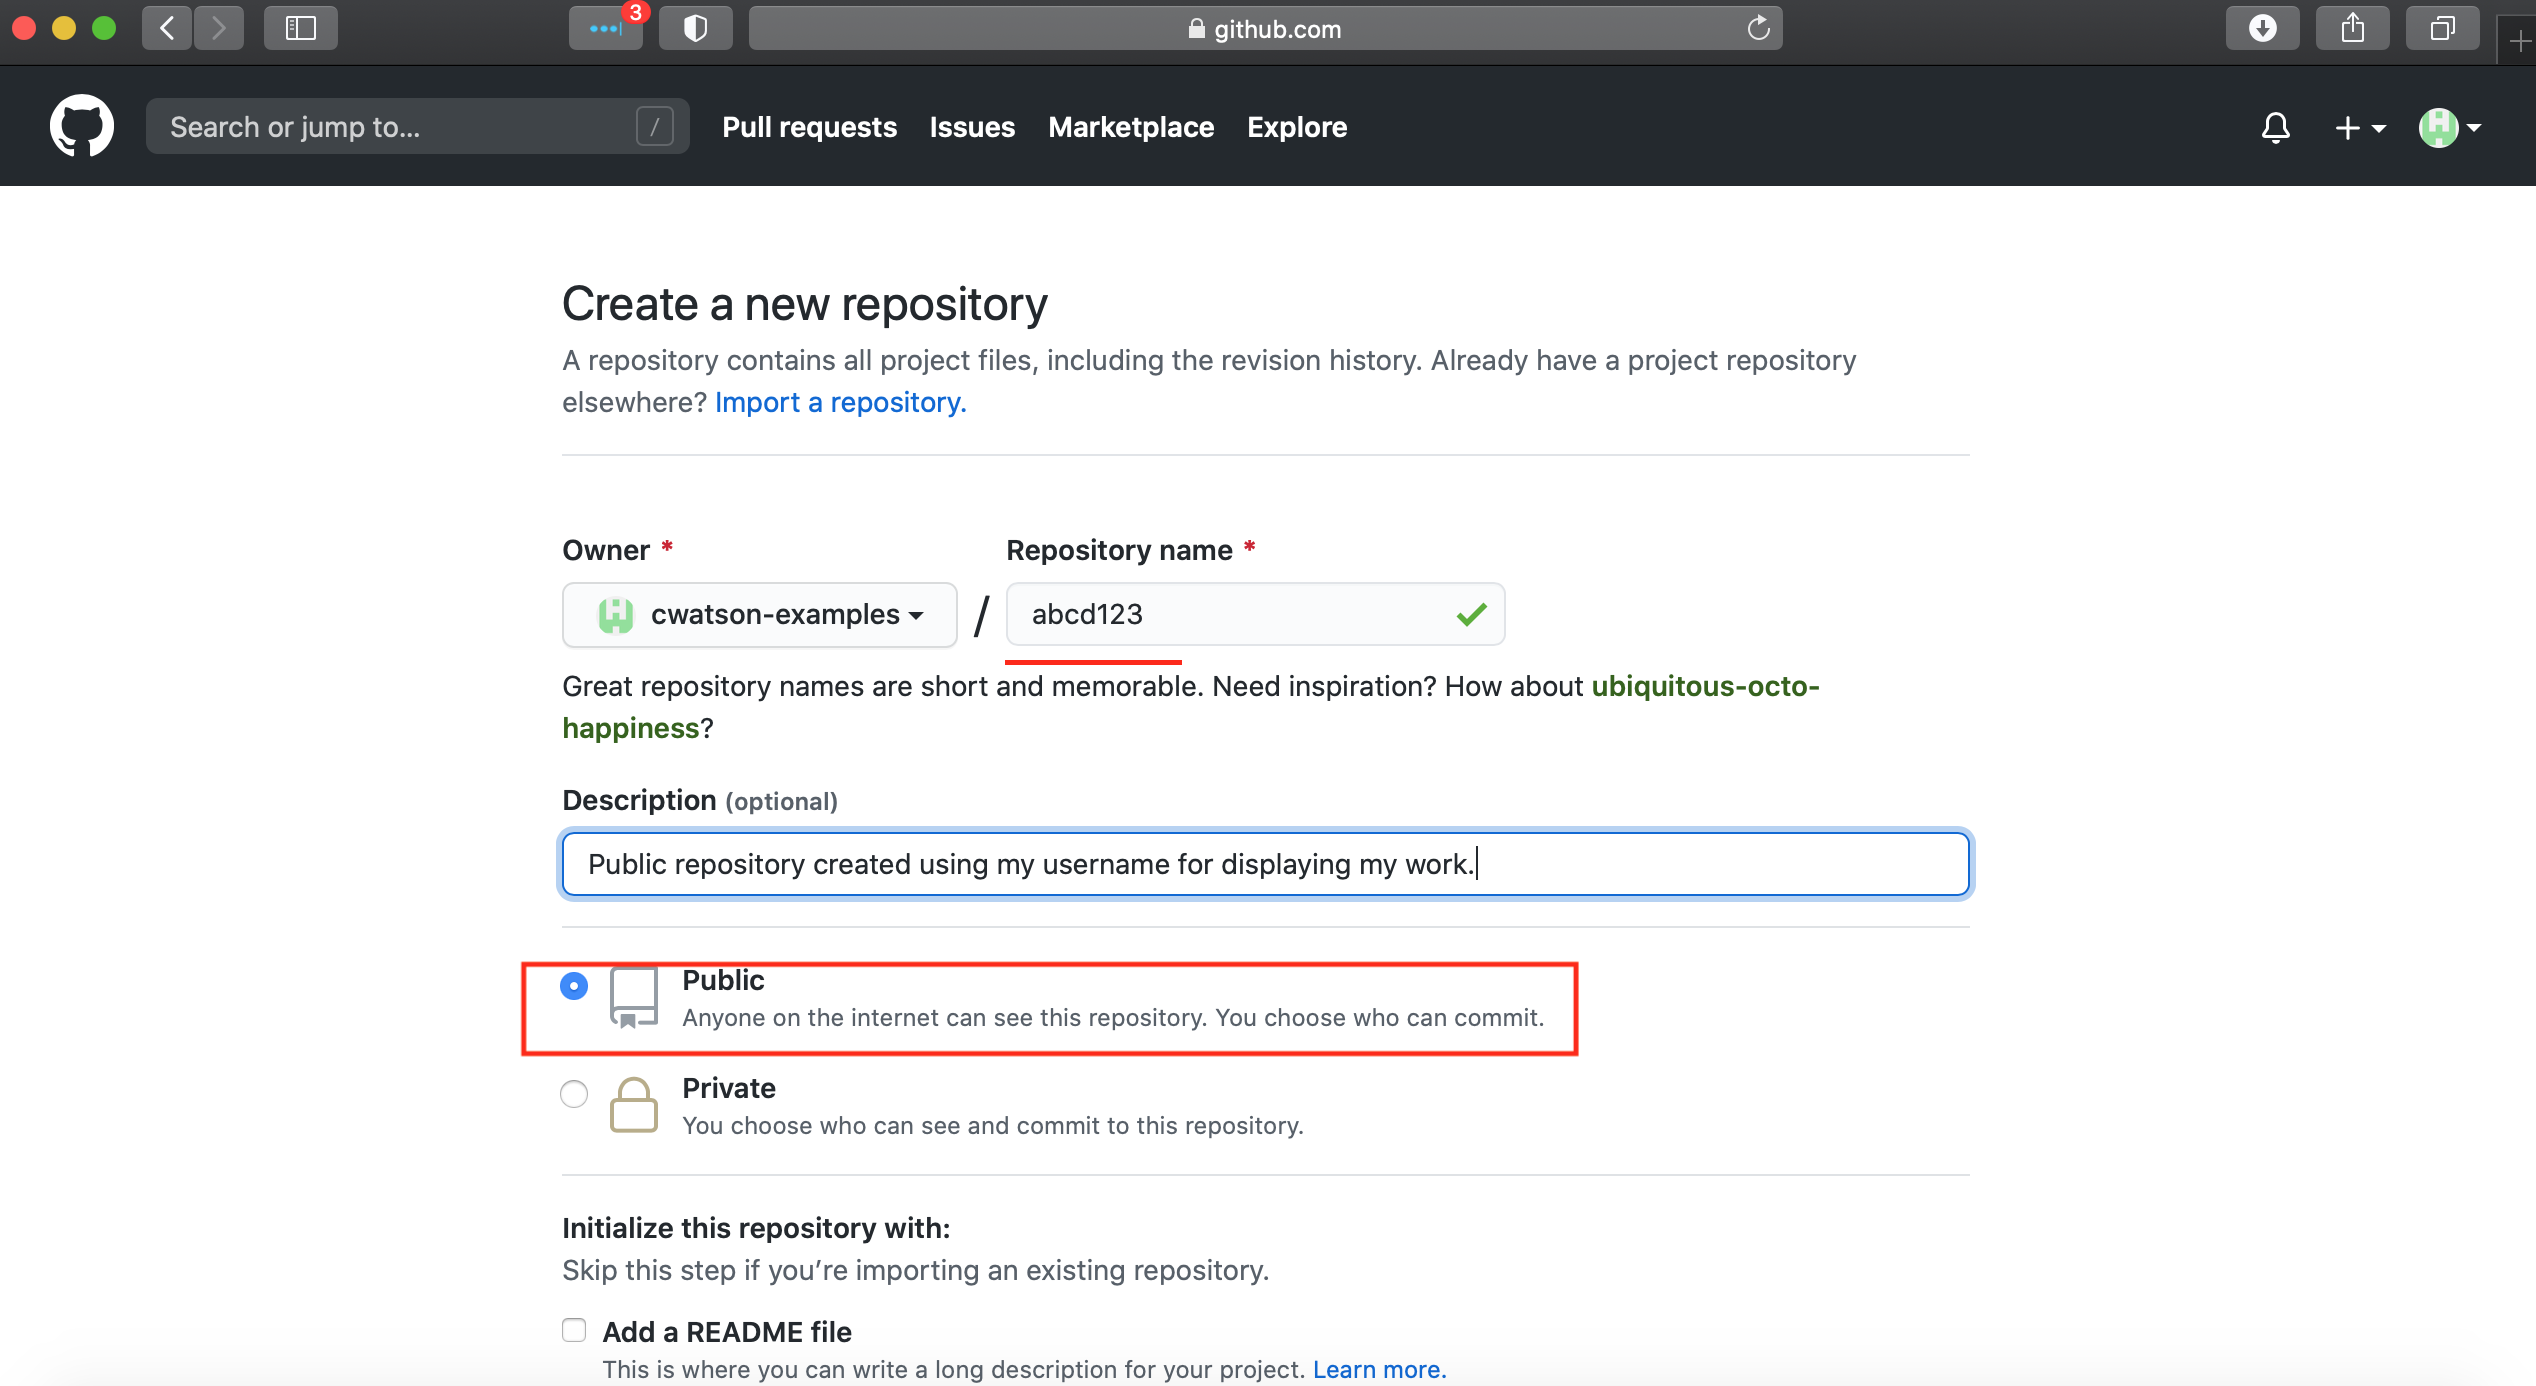 3
github.com
Search or jump to...
/
Pull requests Issues Marketplace Explore
Create a new repository
A repository contains all project files, including the revision history. Already have a project repository
elsewhere? Import a repository.
Owner * Repository name *
cwatson-examples / abcd123
Great repository names are short and memorable. Need inspiration? How about ubiquitous-octo-
happiness?
Description (optional)
Public repository created using my username for displaying my work.
Public
Anyone on the internet can see this repository. You choose who can commit.
Private
You choose who can see and commit to this repository.
Initialize this repository with:
Skip this step if you’re importing an existing repository.
Add a README file
This is where you can write a long description for your project. Learn more.